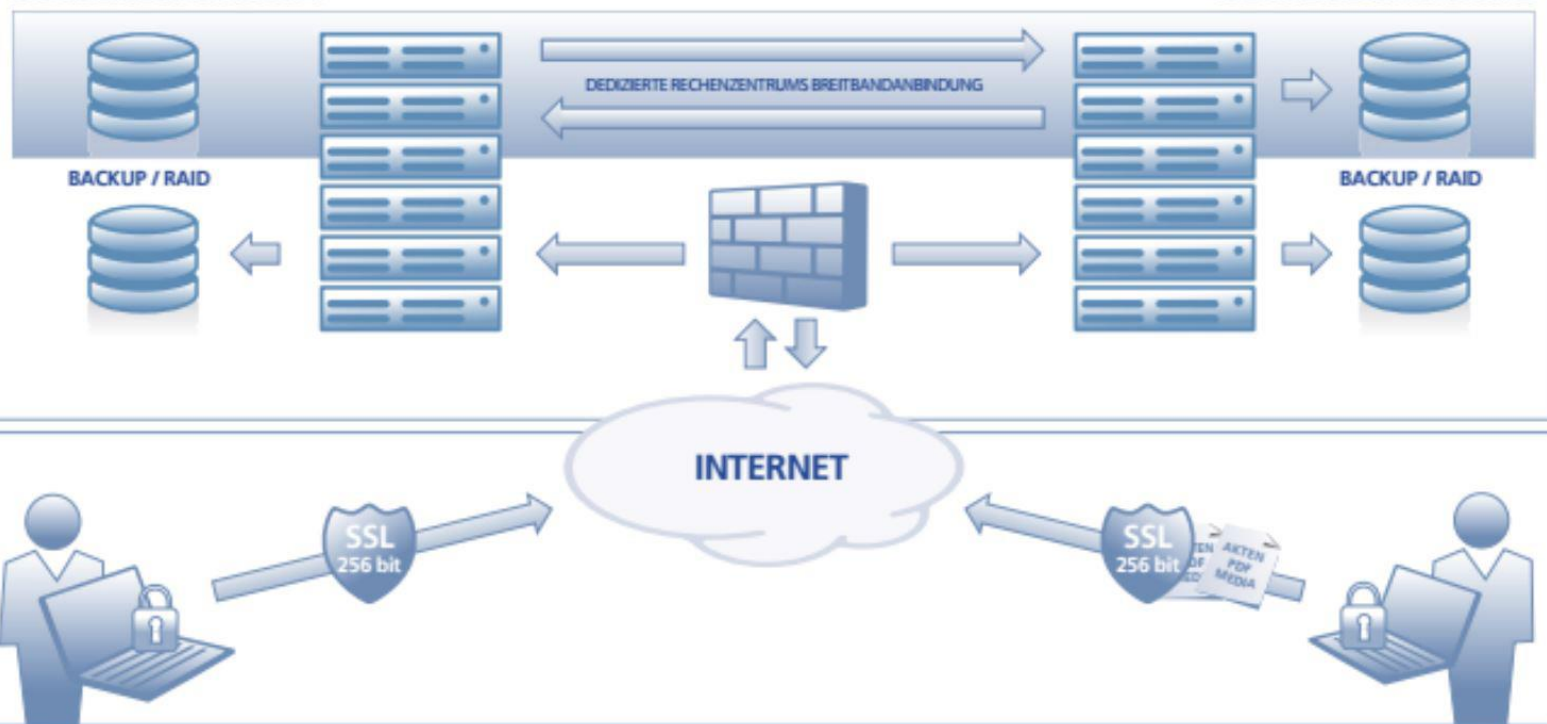 DEDIZIERTE RECHENZENTRUMS BREITBANDANBINDUNG
BACKUP / RAID
BACKUP / RAID
INTERNET
SSL
256 bit
SSL
256 bit
AKTEN
PDF
MEDIA